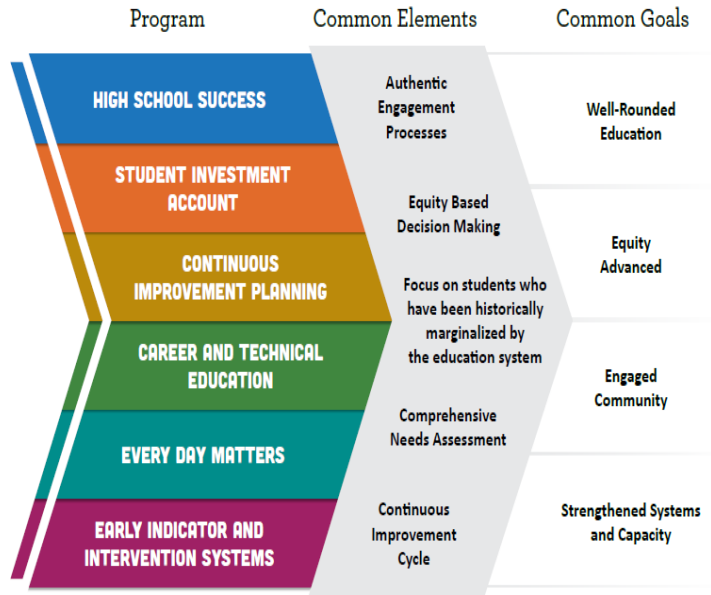 Program
Common Elements
Common Goals
HIGH SCHOOL SUCCESS
STUDENT INVESTMENT
ACCOUNT
CONTINUOUS
IMPROVEMENT PLANNING
CAREER AND TECHNICAL
EDUCATION
EVERY DAY MATTERS
EARLY INDICATOR AND
INTERVENTION SYSTEMS
Authentic
Engagement
Processes
Equity Based
Decision Making
Focus on students who
have been historically
marginalized by
the education system
Comprehensive
Needs Assessment
Continuous
Improvement
Cycle
Well-Rounded
Education
Equity
Advanced
Engaged
Community
Strengthened Systems
and Capacity